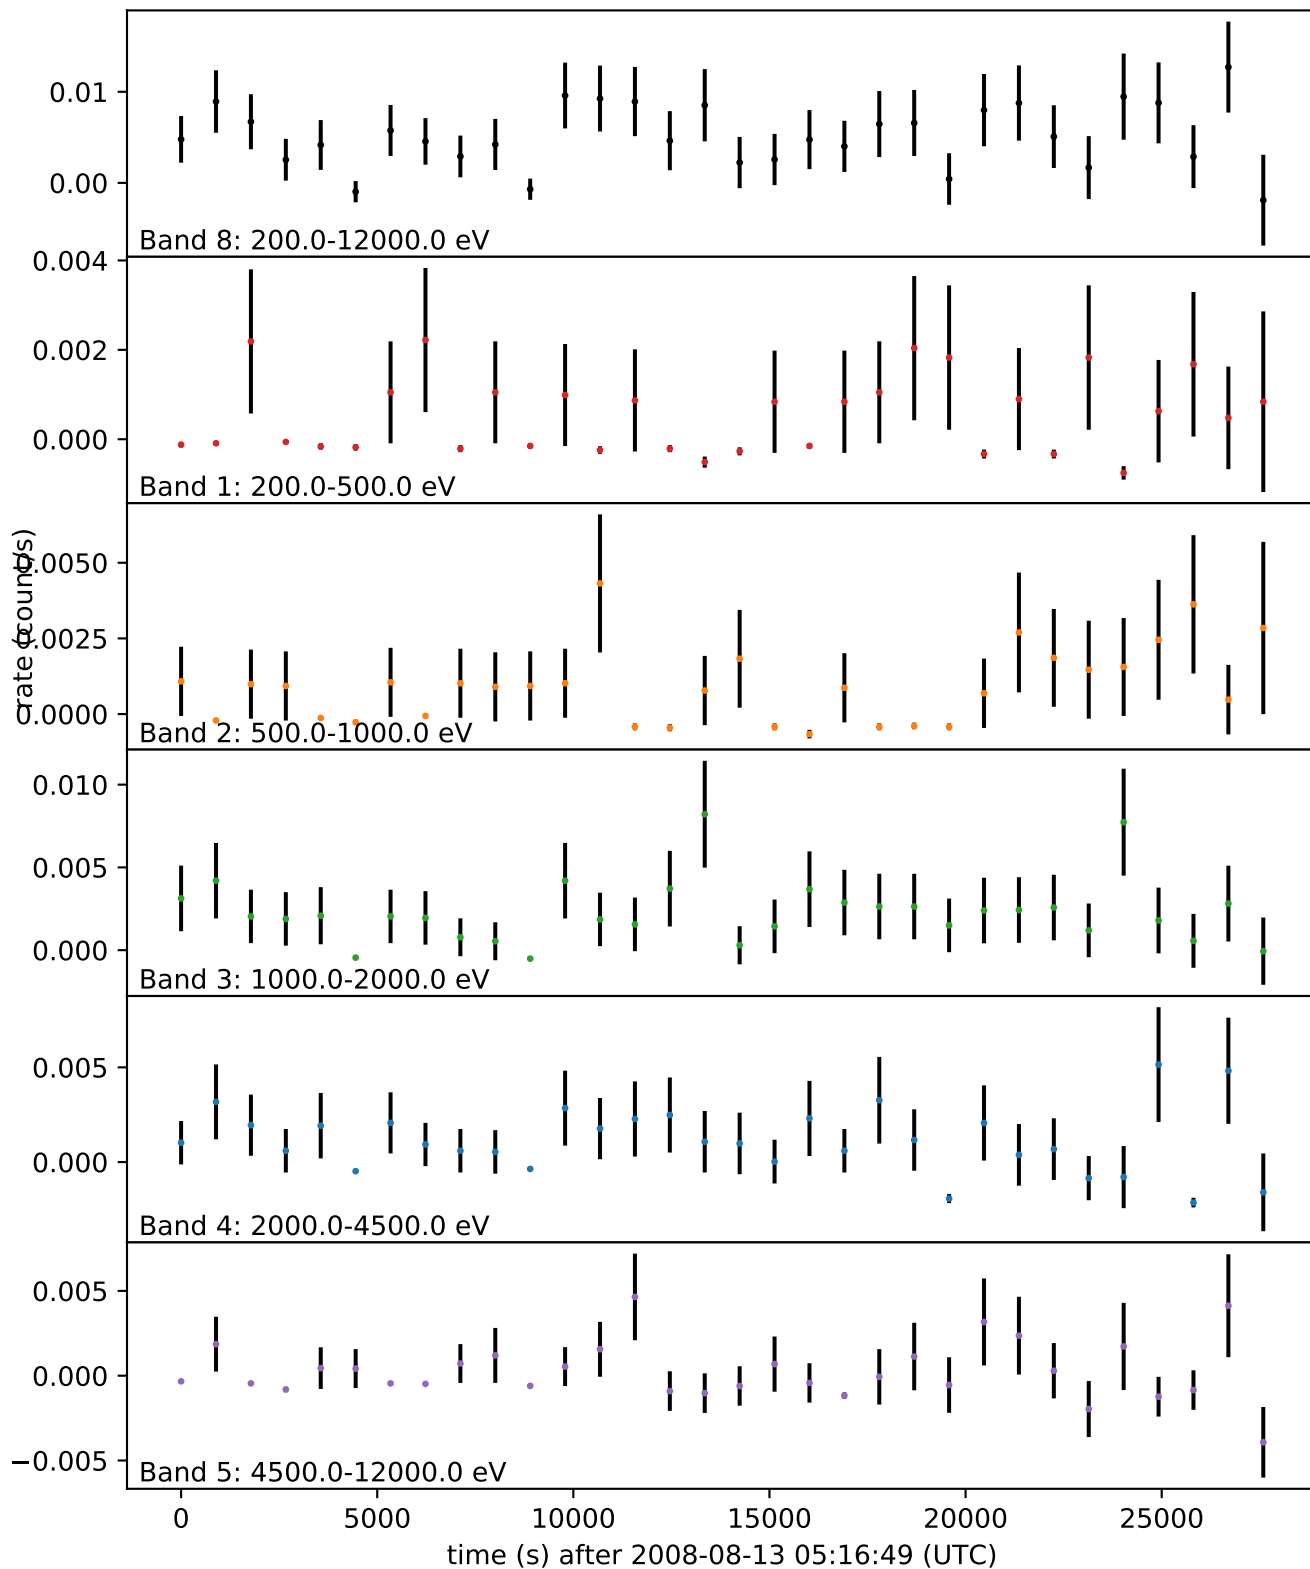 0.01
0.00
Band 8: 200.0-12000.0 eV
0.004
0.002
0.000
Band 1: 200.0-500.0 eV
rate (count/s)
0.0050
0.0025
0.0000
Band 2: 500.0-1000.0 eV
0.010
0.005
0.000
Band 3: 1000.0-2000.0 eV
0.005
0.000
Band 4: 2000.0-4500.0 eV
0.005
0.000
−0.005
Band 5: 4500.0-12000.0 eV
0 5000 10000 15000 20000 25000
time (s) after 2008-08-13 05:16:49 (UTC)